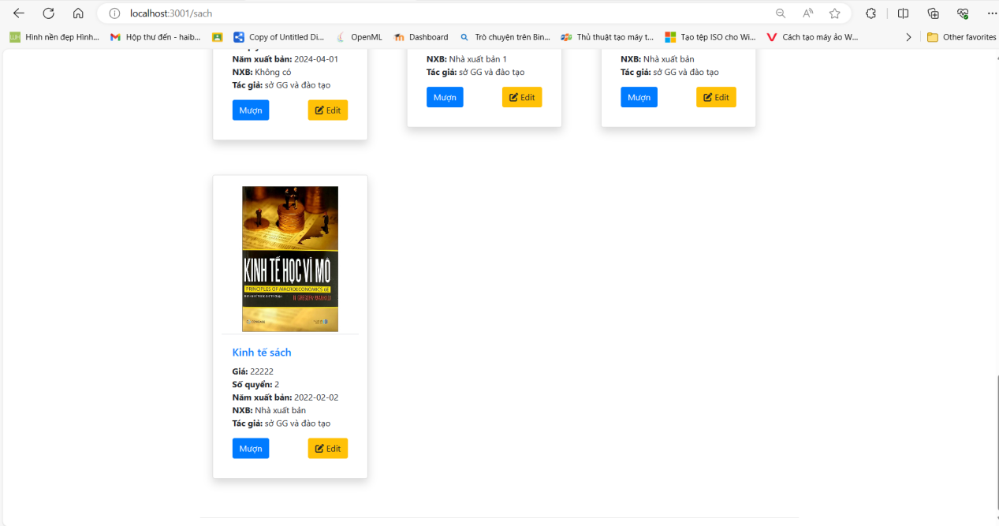 localhost:3001/sach
Hình nền đẹp Hình...
Hộp thư đến - haib...
Copy of Untitled Di...
OpenML
Dashboard
Trò chuyện trên Bin...
Thủ thuật tạo máy t...
Tạo tệp ISO cho Wi...
Cách tạo máy ảo W...
Other favorites
Năm xuất bản: 2024-04-01
NXB: Không có
Tác giả: sở GG và đào tạo
Mượn
Edit
NXB: Nhà xuất bản 1
Tác giả: sở GG và đào tạo
Mượn
Edit
NXB: Nhà xuất bản
Tác giả: sở GG và đào tạo
Mượn
Edit
KINH TẾ HỌC VĨ MÔ
PRINCIPLES OF MACROECONOMICS 6E
Kinh tế sách
Giá: 22222
Số quyển: 2
Năm xuất bản: 2022-02-02
NXB: Nhà xuất bản
Tác giả: sở GG và đào tạo
Mượn
Edit